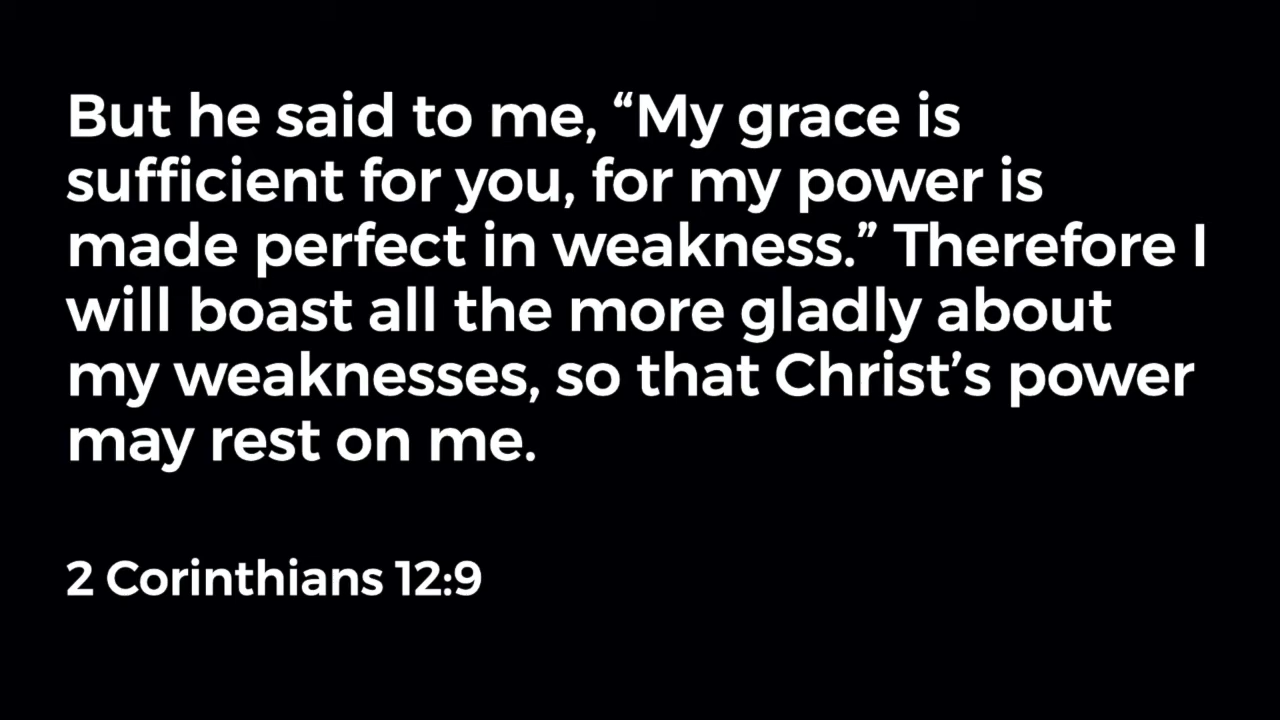 But he said to me, “My grace is
sufficient for you, for my power is
made perfect in weakness.” Therefore I
will boast all the more gladly about
my weaknesses, so that Christ’s power
may rest on me.
2 Corinthians 12:9